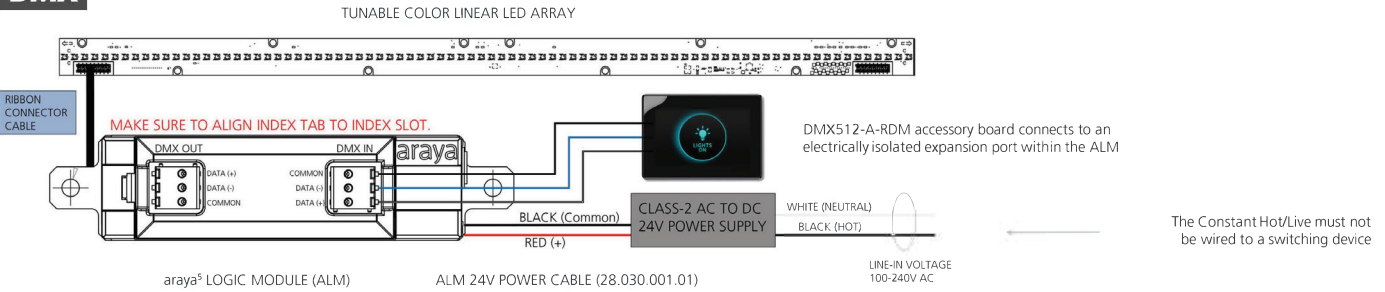 DMX
TUNABLE COLOR LINEAR LED ARRAY
RIBBON
CONNECTOR
CABLE
MAKE SURE TO ALIGN INDEX TAB TO INDEX SLOT.
DMX OUT
DMX IN
araya
DATA (+)
DATA (-)
COMMON
COMMON
DATA (-)
DATA (+)
LIGHTS
ON
DMX512-A-RDM accessory board connects to an
electrically isolated expansion port within the ALM
BLACK (Common)
RED (+)
CLASS-2 AC TO DC
24V POWER SUPPLY
WHITE (NEUTRAL)
BLACK (HOT)
LINE-IN VOLTAGE
100-240V AC
The Constant Hot/Live must not
be wired to a switching device
araya⁵ LOGIC MODULE (ALM)
ALM 24V POWER CABLE (28.030.001.01)